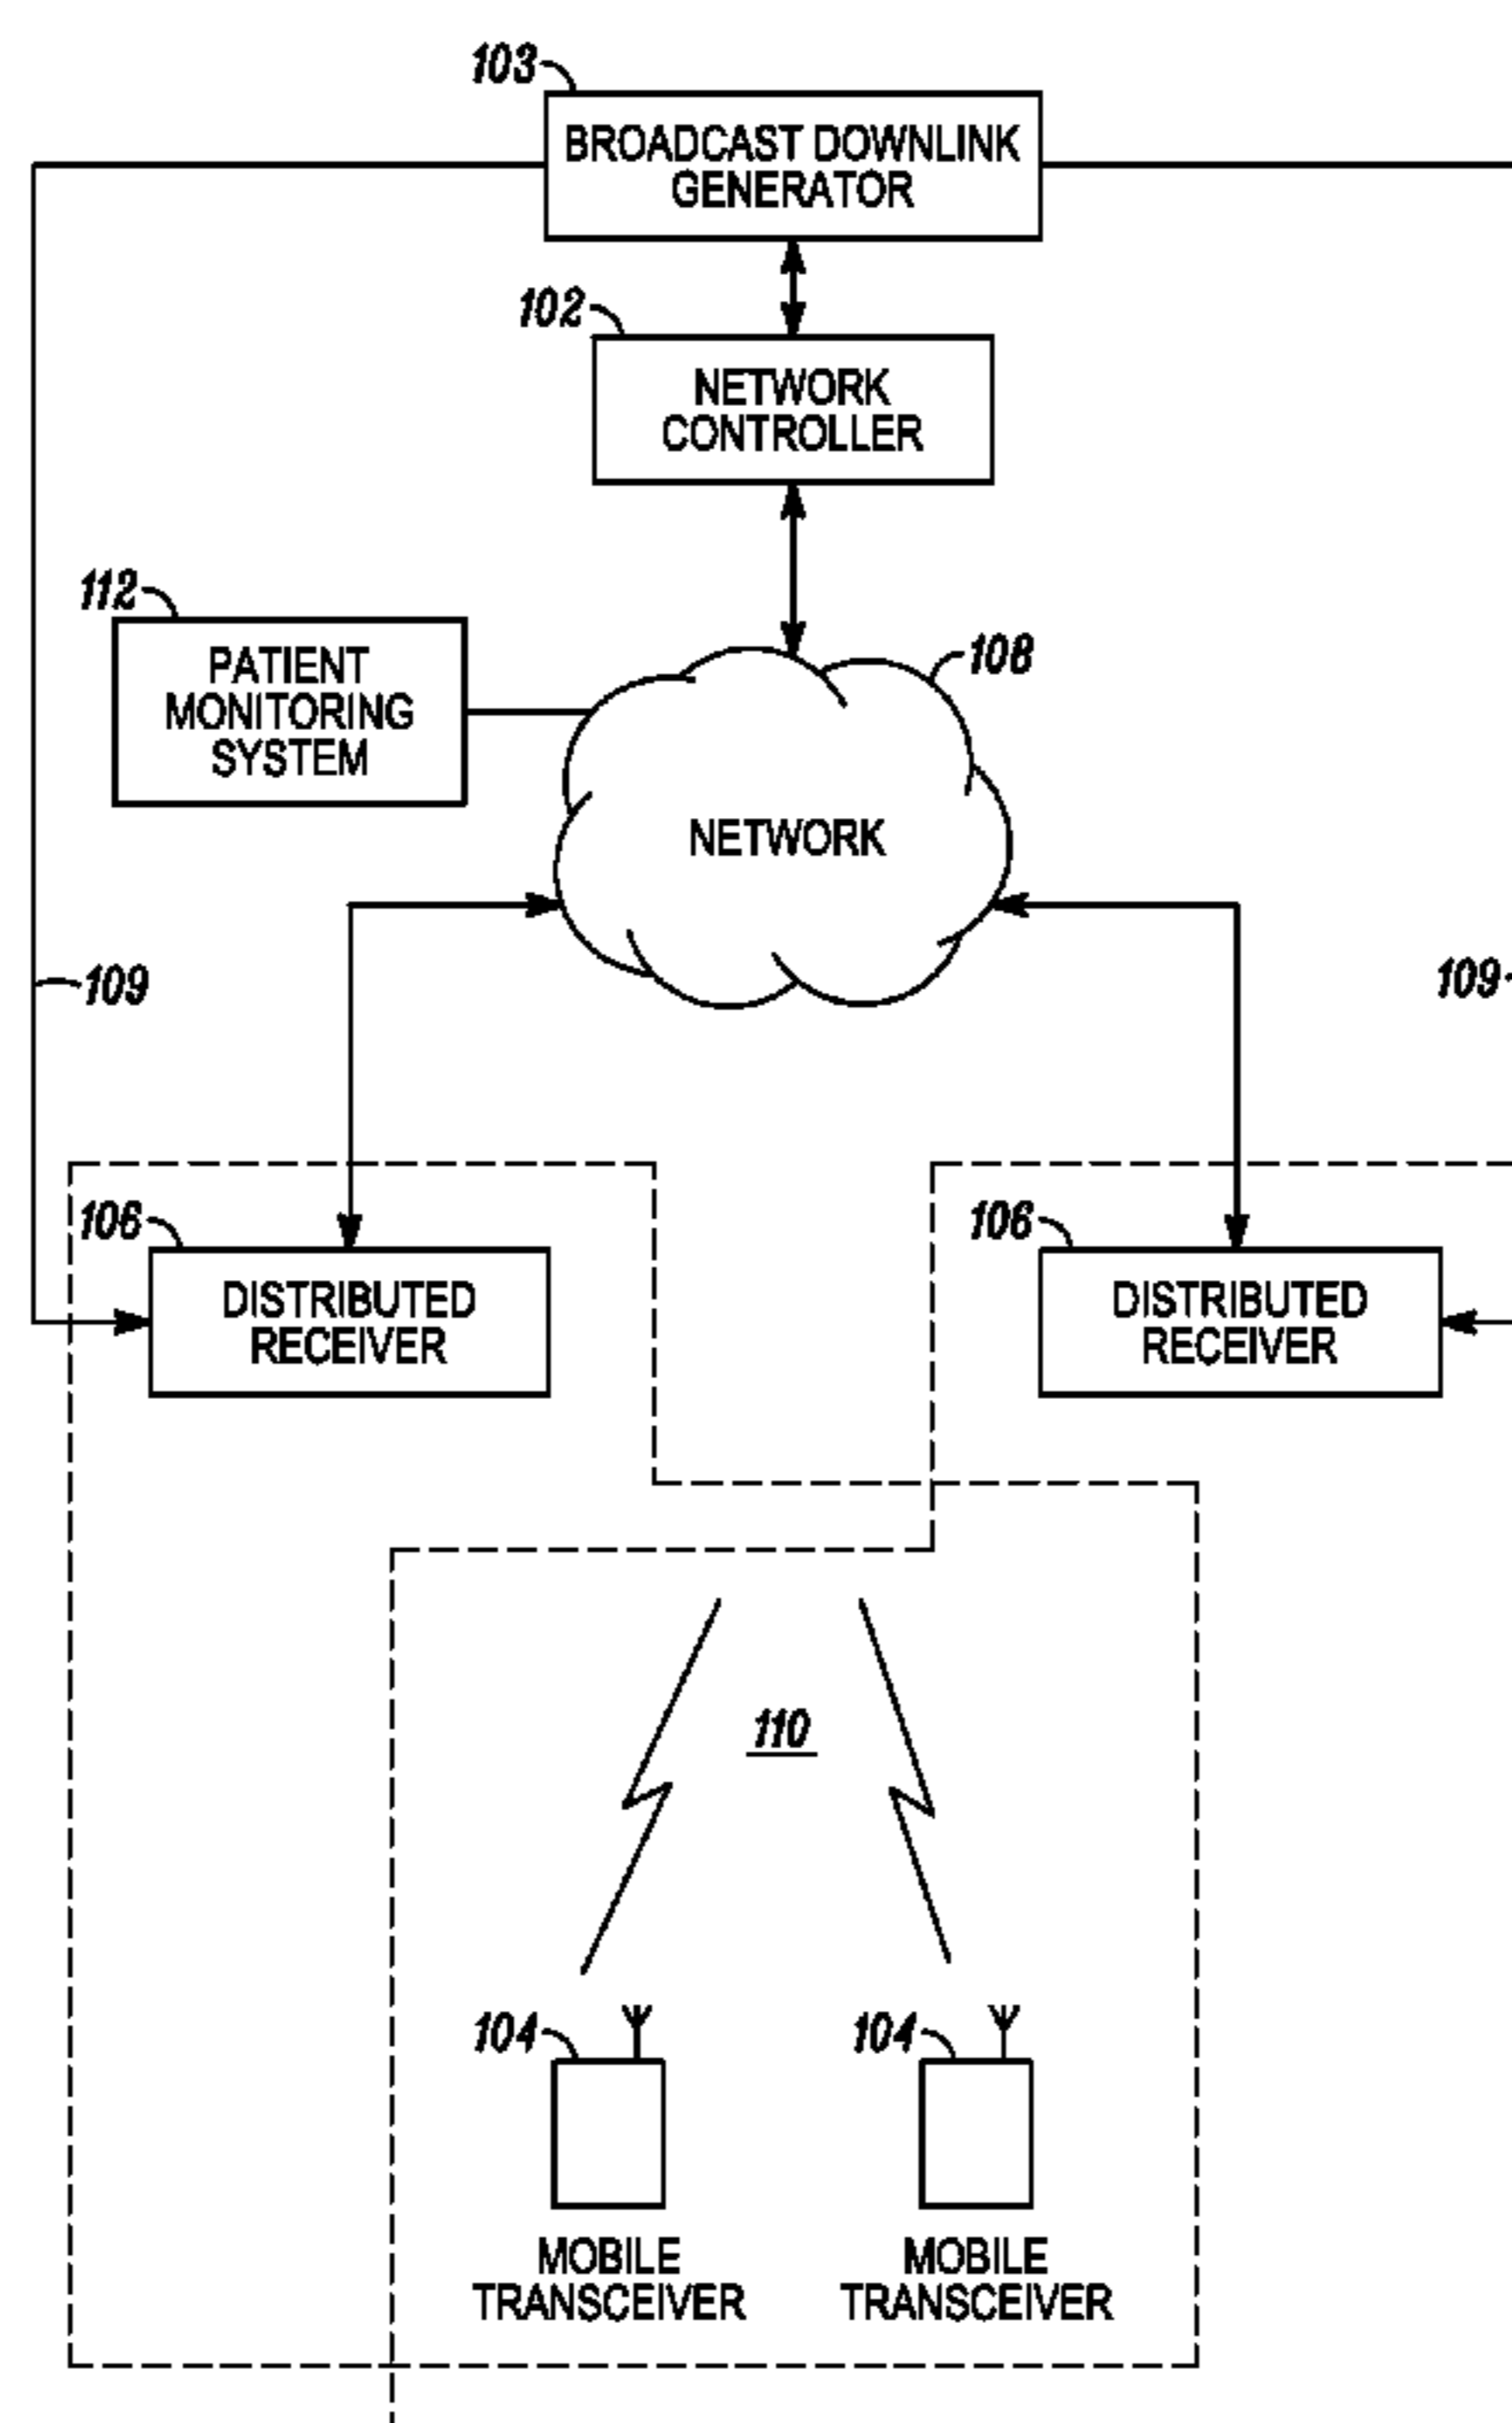 103
BROADCAST DOWNLINK
GENERATOR
102
NETWORK
CONTROLLER
112
PATIENT
MONITORING
SYSTEM
108
NETWORK
109
109
106
DISTRIBUTED
RECEIVER
106
DISTRIBUTED
RECEIVER
110
104
104
MOBILE
TRANSCEIVER
MOBILE
TRANSCEIVER